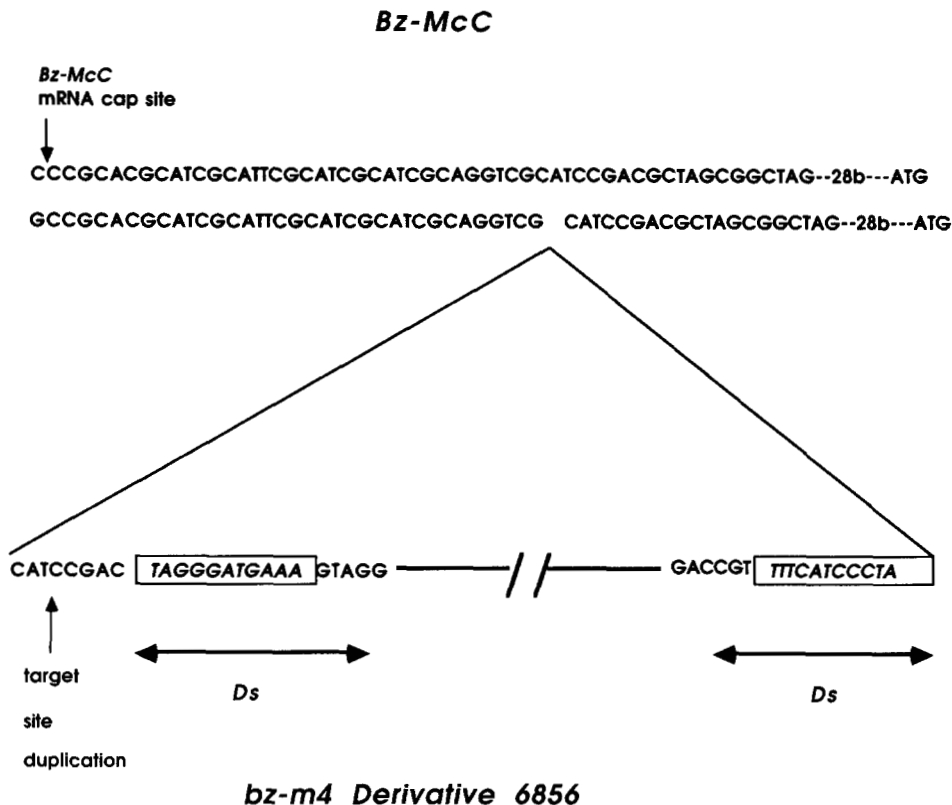 Bz-McC
Bz-McC
mRNA cap site
CCCGCACGCATCGCATTCGCATCGCATCGCAGGTCGCATCCGACGCTAGCGGCTAG--28b---ATG
GCCGCACGCATCGCATTCGCATCGCATCGCAGGTCG CATCCGACGCTAGCGGCTAG--28b---ATG
CATCCGAC TAGGGATGAAA GTAGG GACCGT TTTCATCCCTA
target
site
duplication
Ds Ds
bz-m4 Derivative 6856